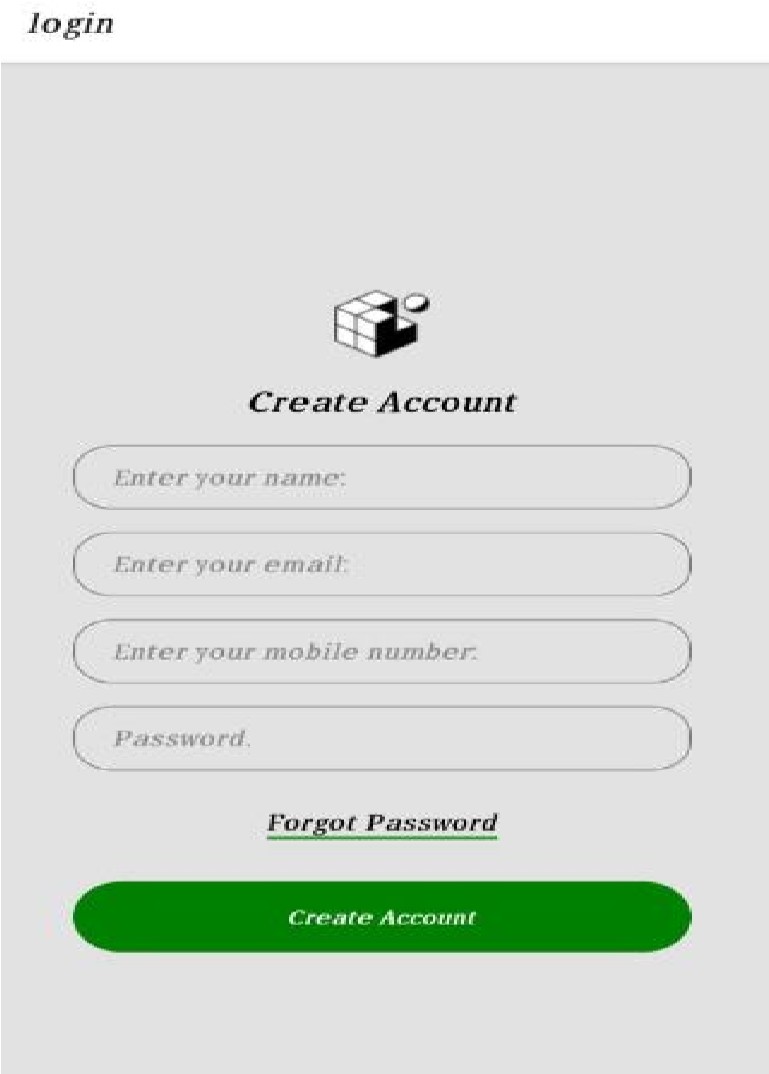 login
Create Account
Enter your name:
Enter your email:
Enter your mobile number:
Password.
Forgot Password
Create Account